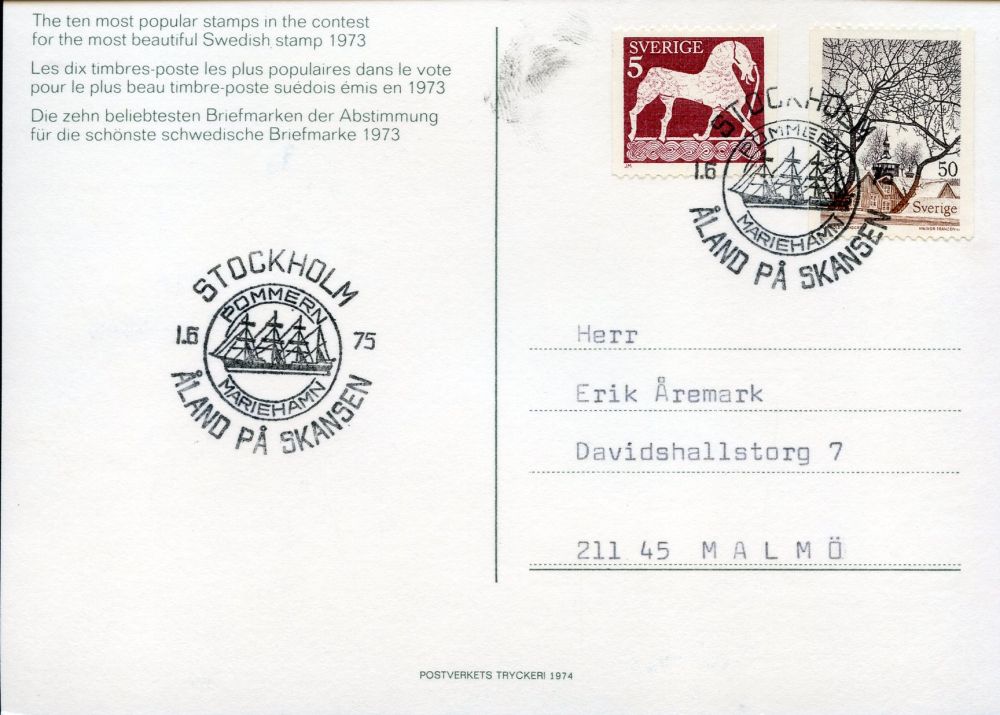 The ten most popular stamps in the contest
for the most beautiful Swedish stamp 1973
Les dix timbres-poste les plus populaires dans le vote
pour le plus beau timbre-poste suédois émis en 1973
Die zehn beliebtesten Briefmarken der Abstimmung
für die schönste schwedische Briefmarke 1973
SVERIGE
5
50
Sverige
STOCKHOLM
POMMERN
1.6 75
MARIEHAMN
ÅLAND PÅ SKANSEN
STOCKHOLM
POMMERN
1.6 75
MARIEHAMN
ÅLAND PÅ SKANSEN
Herr
Erik Åremark
Davidshallstorg 7
211 45 MALMÖ
POSTVERKETS TRYCKERI 1974